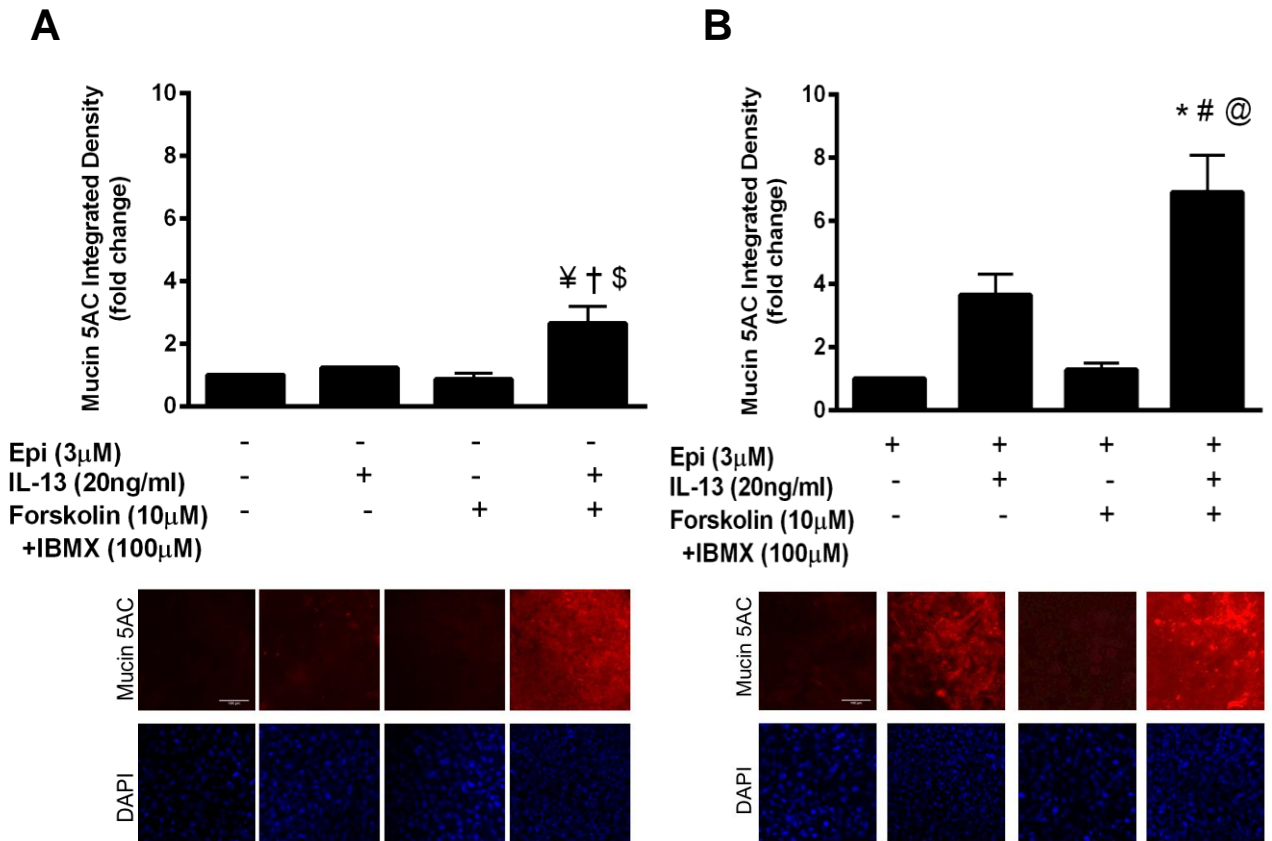 A
Mucin 5AC Integrated Density
(fold change)
10
8
6
4
2
0
¥ † $
Epi (3μM) - - - -
IL-13 (20ng/ml) - + - +
Forskolin (10μM) - - + +
+IBMX (100μM)
Mucin 5AC
DAPI
B
Mucin 5AC Integrated Density
(fold change)
10
8
6
4
2
0
* # @
Epi (3μM) + + + +
IL-13 (20ng/ml) - + - +
Forskolin (10μM) - - + +
+IBMX (100μM)
Mucin 5AC
DAPI